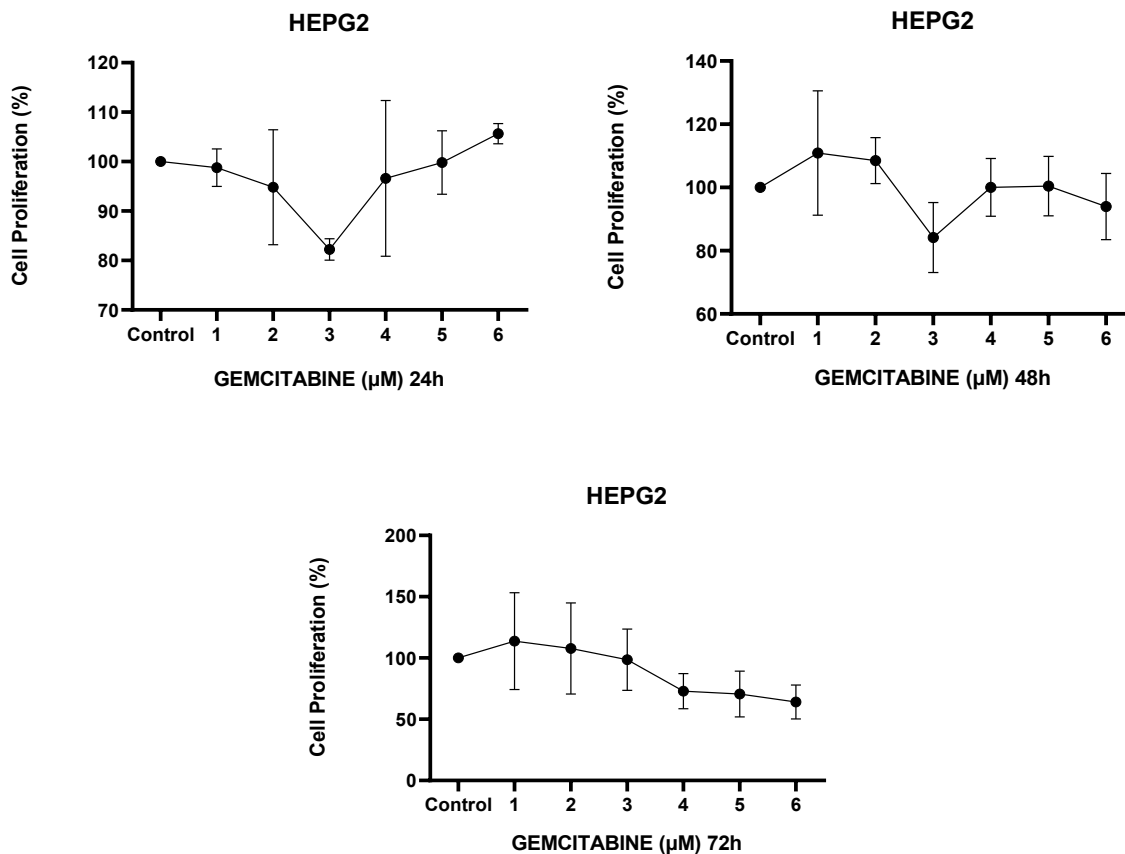 HEPG2
Cell Proliferation (%)
120
110
100
90
80
70
Control 1 2 3 4 5 6
GEMCITABINE (µM) 24h
HEPG2
Cell Proliferation (%)
140
120
100
80
60
Control 1 2 3 4 5 6
GEMCITABINE (µM) 48h
HEPG2
Cell Proliferation (%)
200
150
100
50
0
Control 1 2 3 4 5 6
GEMCITABINE (µM) 72h